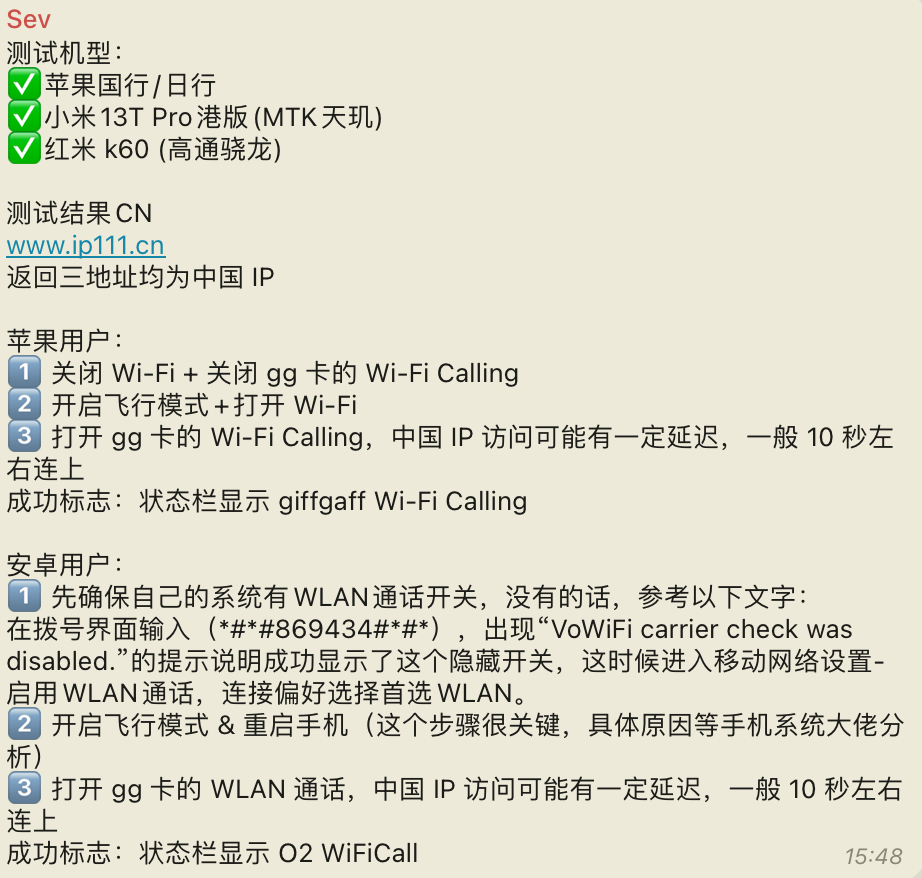 Sev
测试机型：
✅苹果国行/日行
✅小米13T Pro港版(MTK天玑)
✅红米 k60 (高通骁龙)
测试结果CN
www.ip111.cn
返回三地址均为中国 IP
苹果用户：
1️⃣ 关闭 Wi-Fi + 关闭 gg 卡的 Wi-Fi Calling
2️⃣ 开启飞行模式+打开 Wi-Fi
3️⃣ 打开 gg 卡的 Wi-Fi Calling，中国 IP 访问可能有一定延迟，一般 10 秒左
右连上
成功标志：状态栏显示 giffgaff Wi-Fi Calling
安卓用户：
1️⃣ 先确保自己的系统有WLAN通话开关，没有的话，参考以下文字：
在拨号界面输入（*#*#869434#*#*），出现“VoWiFi carrier check was
disabled.”的提示说明成功显示了这个隐藏开关，这时候进入移动网络设置-
启用WLAN通话，连接偏好选择首选WLAN。
2️⃣ 开启飞行模式 & 重启手机（这个步骤很关键，具体原因等手机系统大佬分
析）
3️⃣ 打开 gg 卡的 WLAN 通话，中国 IP 访问可能有一定延迟，一般 10 秒左右
连上
成功标志：状态栏显示 O2 WiFiCall
15:48